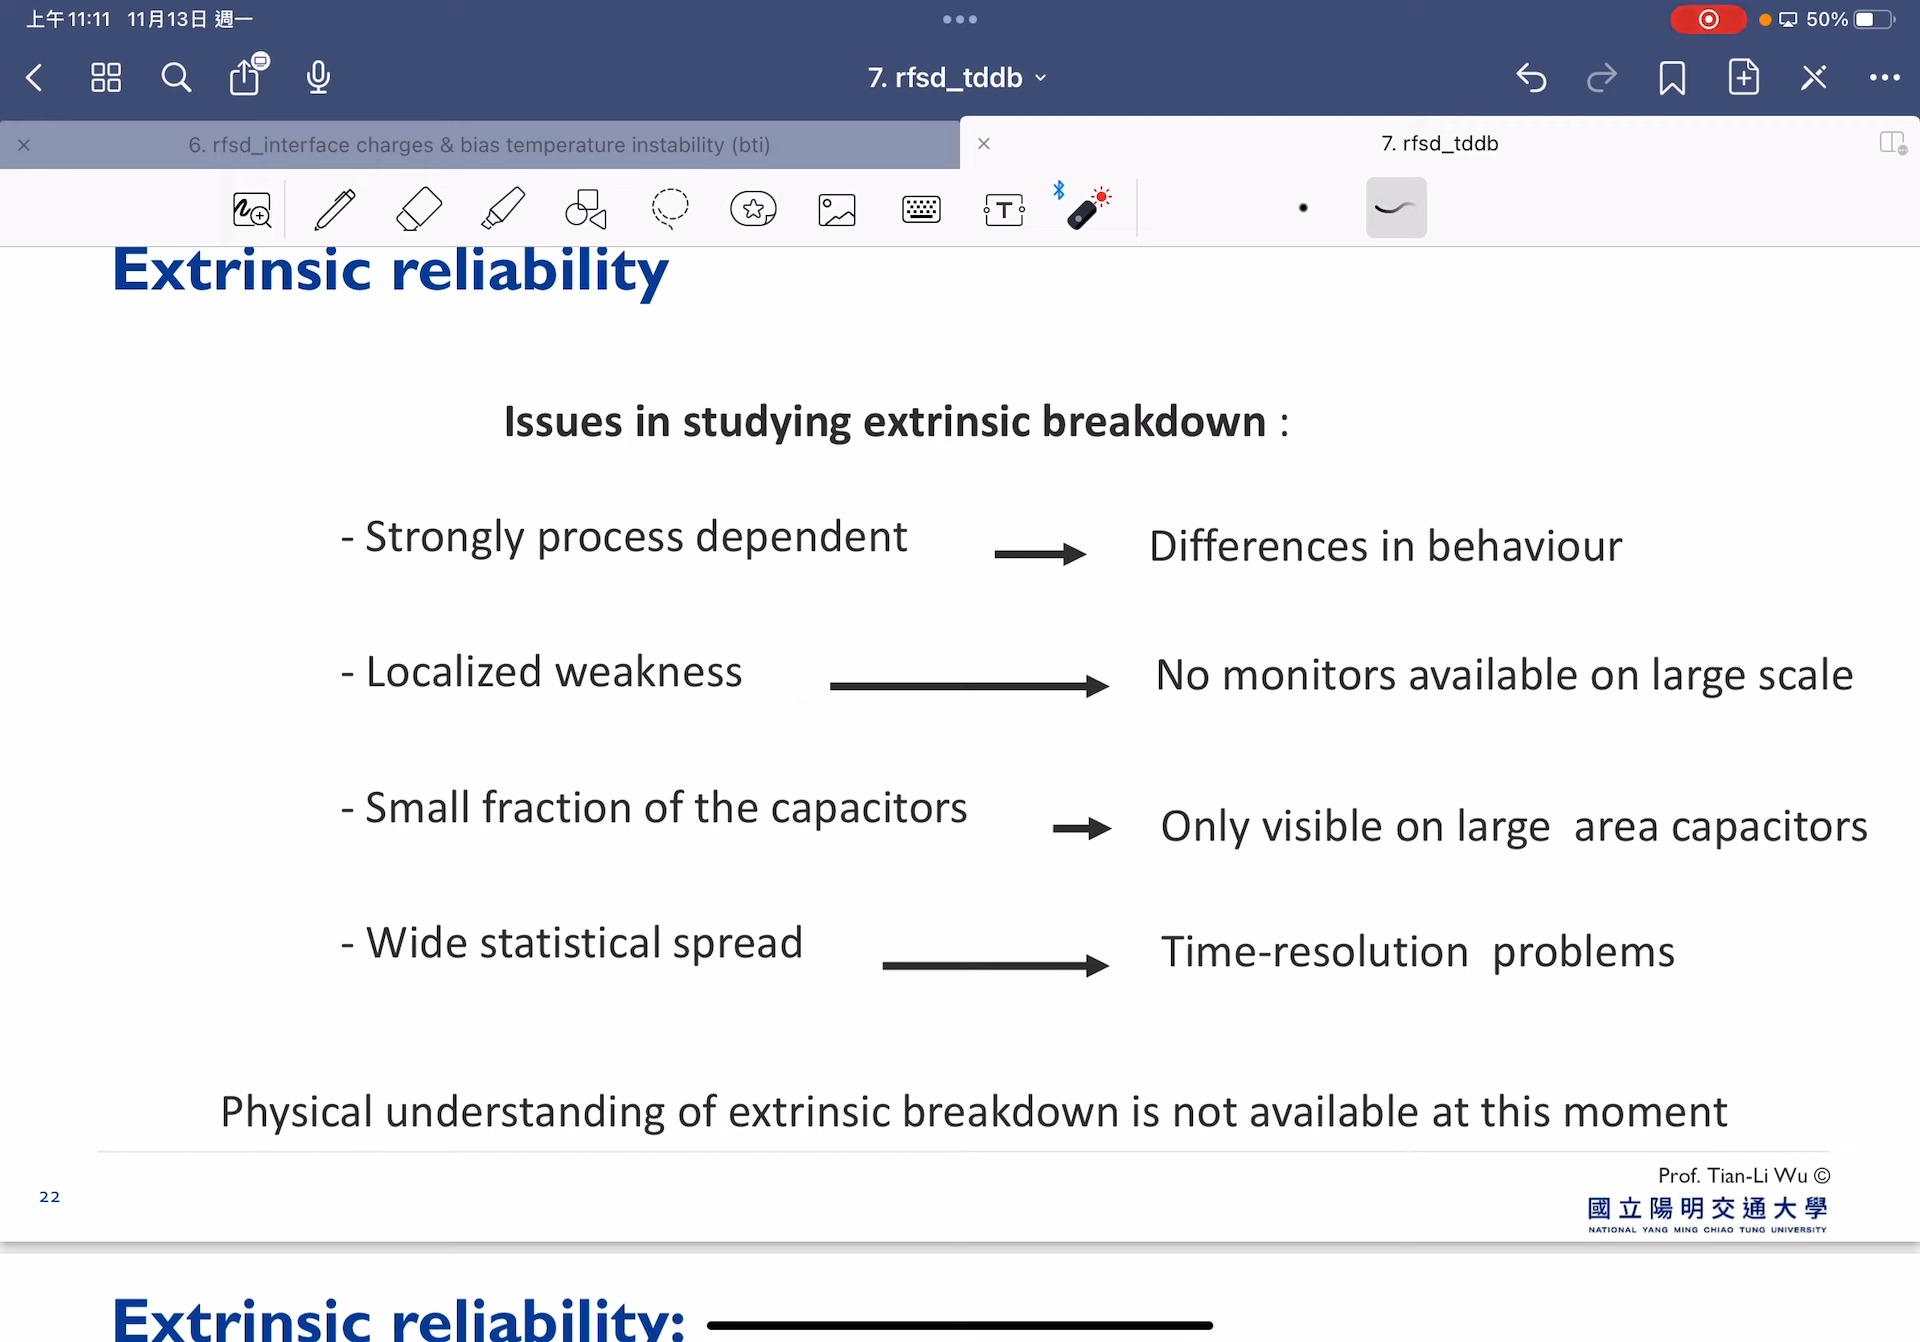 上午11:11 11月13日 週一
50%
7. rfsd_tddb
6. rfsd_interface charges & bias temperature instability (bti)
7. rfsd_tddb
T
Extrinsic reliability
Issues in studying extrinsic breakdown :
- Strongly process dependent
Differences in behaviour
- Localized weakness
No monitors available on large scale
- Small fraction of the capacitors
Only visible on large area capacitors
- Wide statistical spread
Time-resolution problems
Physical understanding of extrinsic breakdown is not available at this moment
Prof. Tian-Li Wu ©
22
國立陽明交通大學
NATIONAL YANG MING CHIAO TUNG UNIVERSITY
Extrinsic reliability: